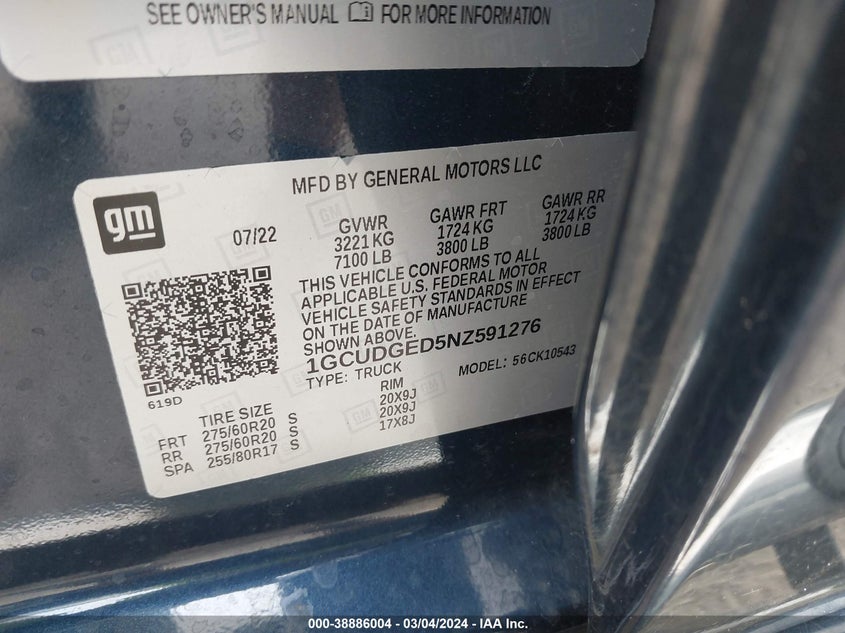 SEE OWNER'S MANUAL FOR MORE INFORMATION
MFD BY GENERAL MOTORS LLC
gm
07/22
GVWR
3221 KG
7100 LB
GAWR FRT
1724 KG
3800 LB
GAWR RR
1724 KG
3800 LB
THIS VEHICLE CONFORMS TO ALL
APPLICABLE U.S. FEDERAL MOTOR
VEHICLE SAFETY STANDARDS IN EFFECT
ON THE DATE OF MANUFACTURE
SHOWN ABOVE.
1GCUDGED5NZ591276
TYPE: TRUCK
MODEL: 56CK10543
619D
TIRE SIZE RIM
FRT 275/60R20 S 20X9J
RR 275/60R20 S 20X9J
SPA 255/80R17 S 17X8J
000-38886004 - 03/04/2024 - IAA Inc.